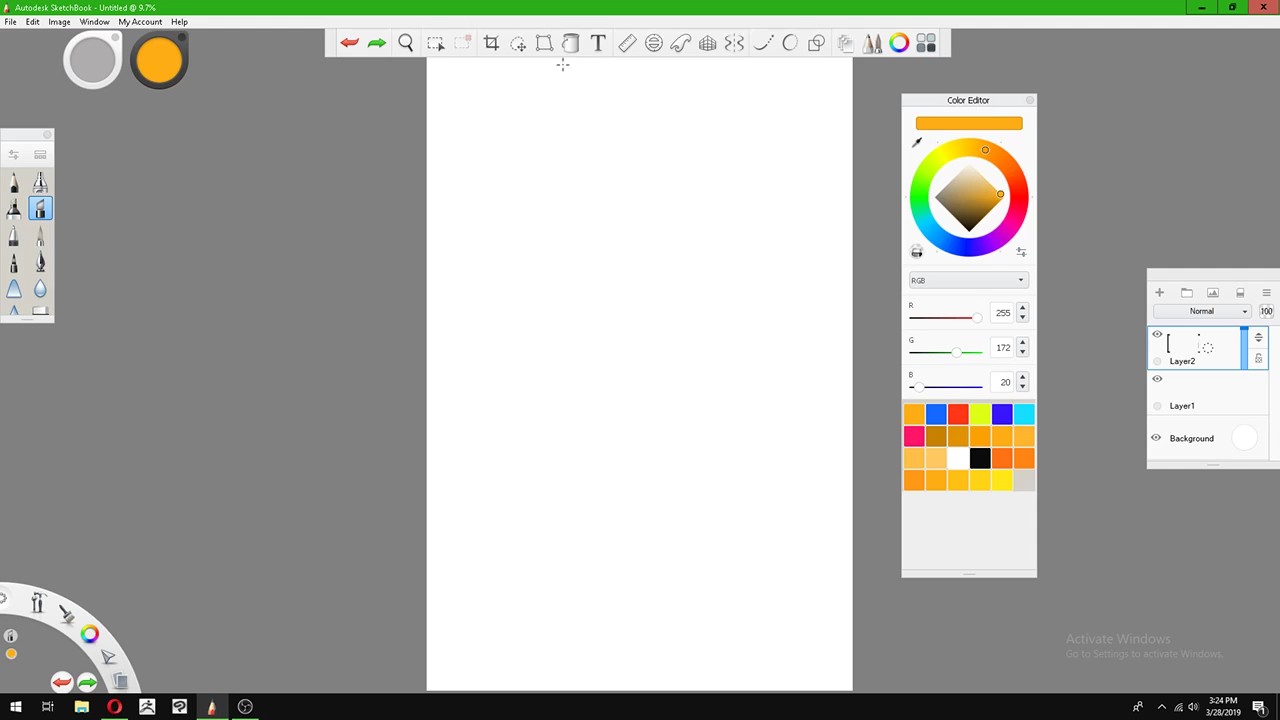 Autodesk SketchBook - Untitled @ 9.7%
File Edit Image Window My Account Help
T
Color Editor
RGB
R
255
G
172
B
20
Normal
100
Layer2
Layer1
Background
Activate Windows
Go to Settings to activate Windows.
3:24 PM
3/28/2019
1